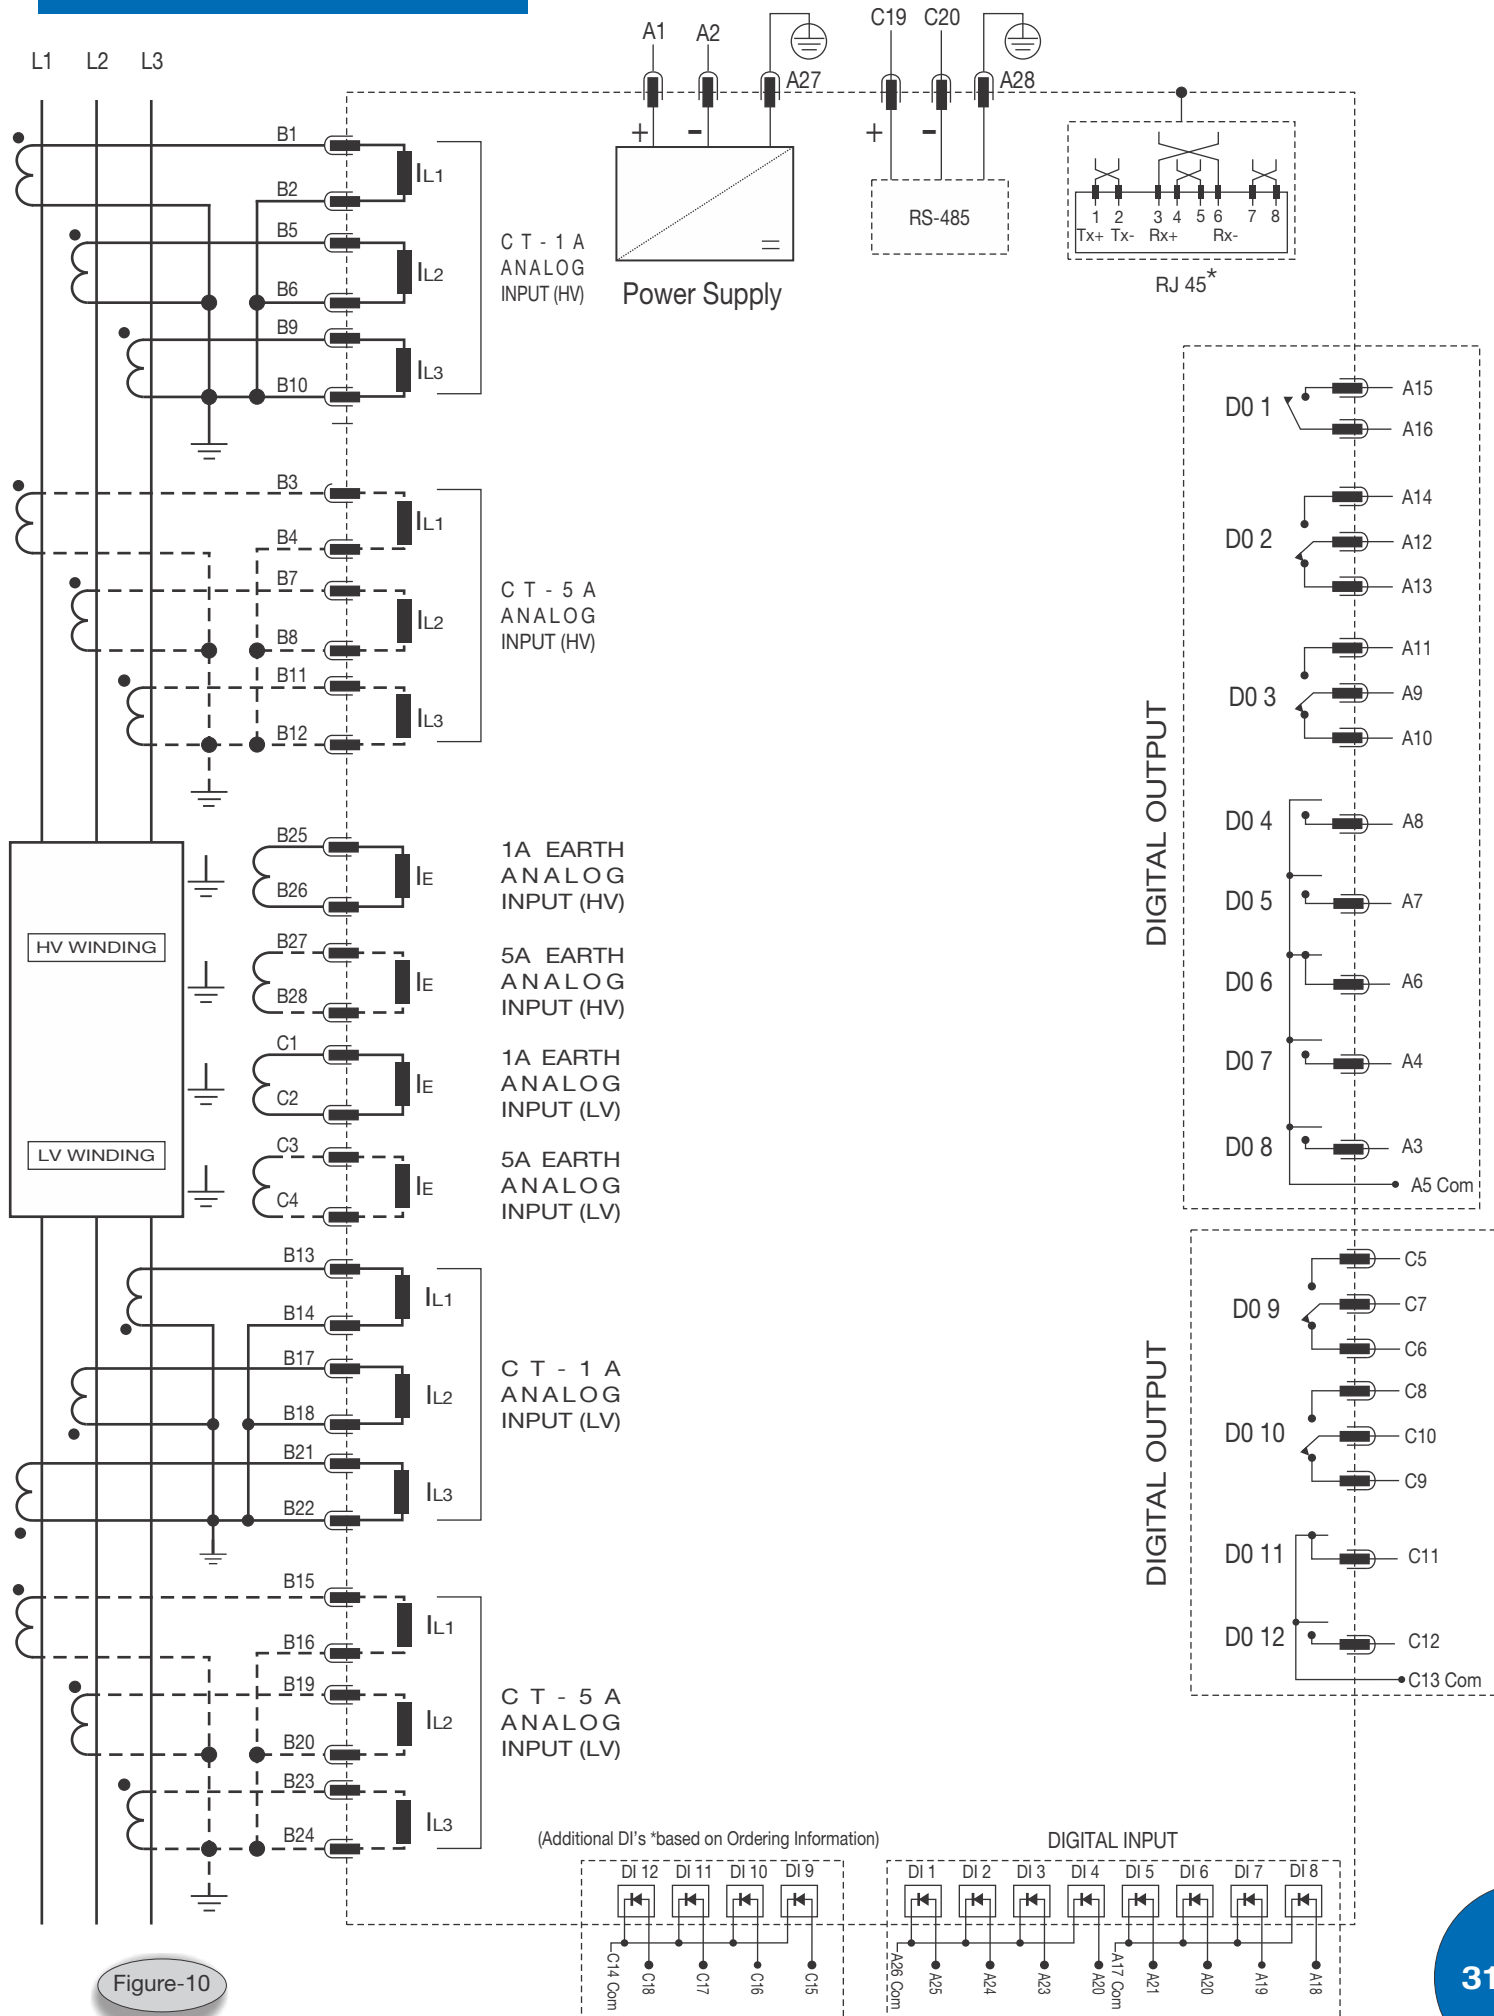 L1 L2 L3
A1 A2 A27
C19 C20 A28
+ -
+ -
Power Supply
RS-485
1 2 3 4 5 6 7 8
Tx+ Tx- Rx+ Rx-
RJ 45*
B1
IL1
B2
B5
IL2
B6
B9
IL3
B10
CT-1A
ANALOG
INPUT (HV)
B3
IL1
B4
B7
IL2
B8
B11
IL3
B12
CT-5A
ANALOG
INPUT (HV)
B25
IE
B26
1A EARTH
ANALOG
INPUT (HV)
HV WINDING
B27
IE
B28
5A EARTH
ANALOG
INPUT (HV)
C1
IE
C2
1A EARTH
ANALOG
INPUT (LV)
LV WINDING
C3
IE
C4
5A EARTH
ANALOG
INPUT (LV)
B13
IL1
B14
B17
IL2
B18
B21
IL3
B22
CT-1A
ANALOG
INPUT (LV)
B15
IL1
B16
B19
IL2
B20
B23
IL3
B24
CT-5A
ANALOG
INPUT (LV)
DIGITAL OUTPUT
D0 1
A15
A16
D0 2
A14
A12
A13
D0 3
A11
A9
A10
D0 4 A8
D0 5 A7
D0 6 A6
D0 7 A4
D0 8 A3
A5 Com
DIGITAL OUTPUT
D0 9
C5
C7
C6
D0 10
C8
C10
C9
D0 11 C11
D0 12 C12
C13 Com
(Additional DI's *based on Ordering Information)
DI 12 DI 11 DI 10 DI 9
C14 Com C18 C17 C16 C15
DIGITAL INPUT
DI 1 DI 2 DI 3 DI 4 DI 5 DI 6 DI 7 DI 8
A26 Com A25 A24 A23 A20 A17 Com A21 A20 A19 A18
Figure-10
31